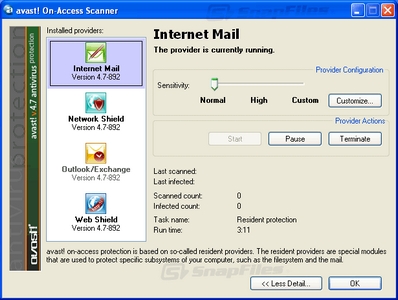 avast! On-Access Scanner
Installed providers:
Internet Mail
Version 4.7-892
Network Shield
Version 4.7-892
Outlook/Exchange
Version 4.7-892
Web Shield
Version 4.7-892
avast! v 4.7 antivirus protection
antivirusprotection
avast!
Internet Mail
The provider is currently running.
Provider Configuration
Sensitivity:
Normal High Custom
Customize...
Provider Actions
Start Pause Terminate
Last scanned:
Last infected:
Scanned count: 0
Infected count: 0
Task name: Resident protection
Run time: 3:11
avast! on-access protection is based on so-called resident providers. The resident providers are special modules
that are used to protect specific subsystems of your computer, such as the filesystem and the mail.
<< Less Detail...
OK
SnapFiles
SnapFiles